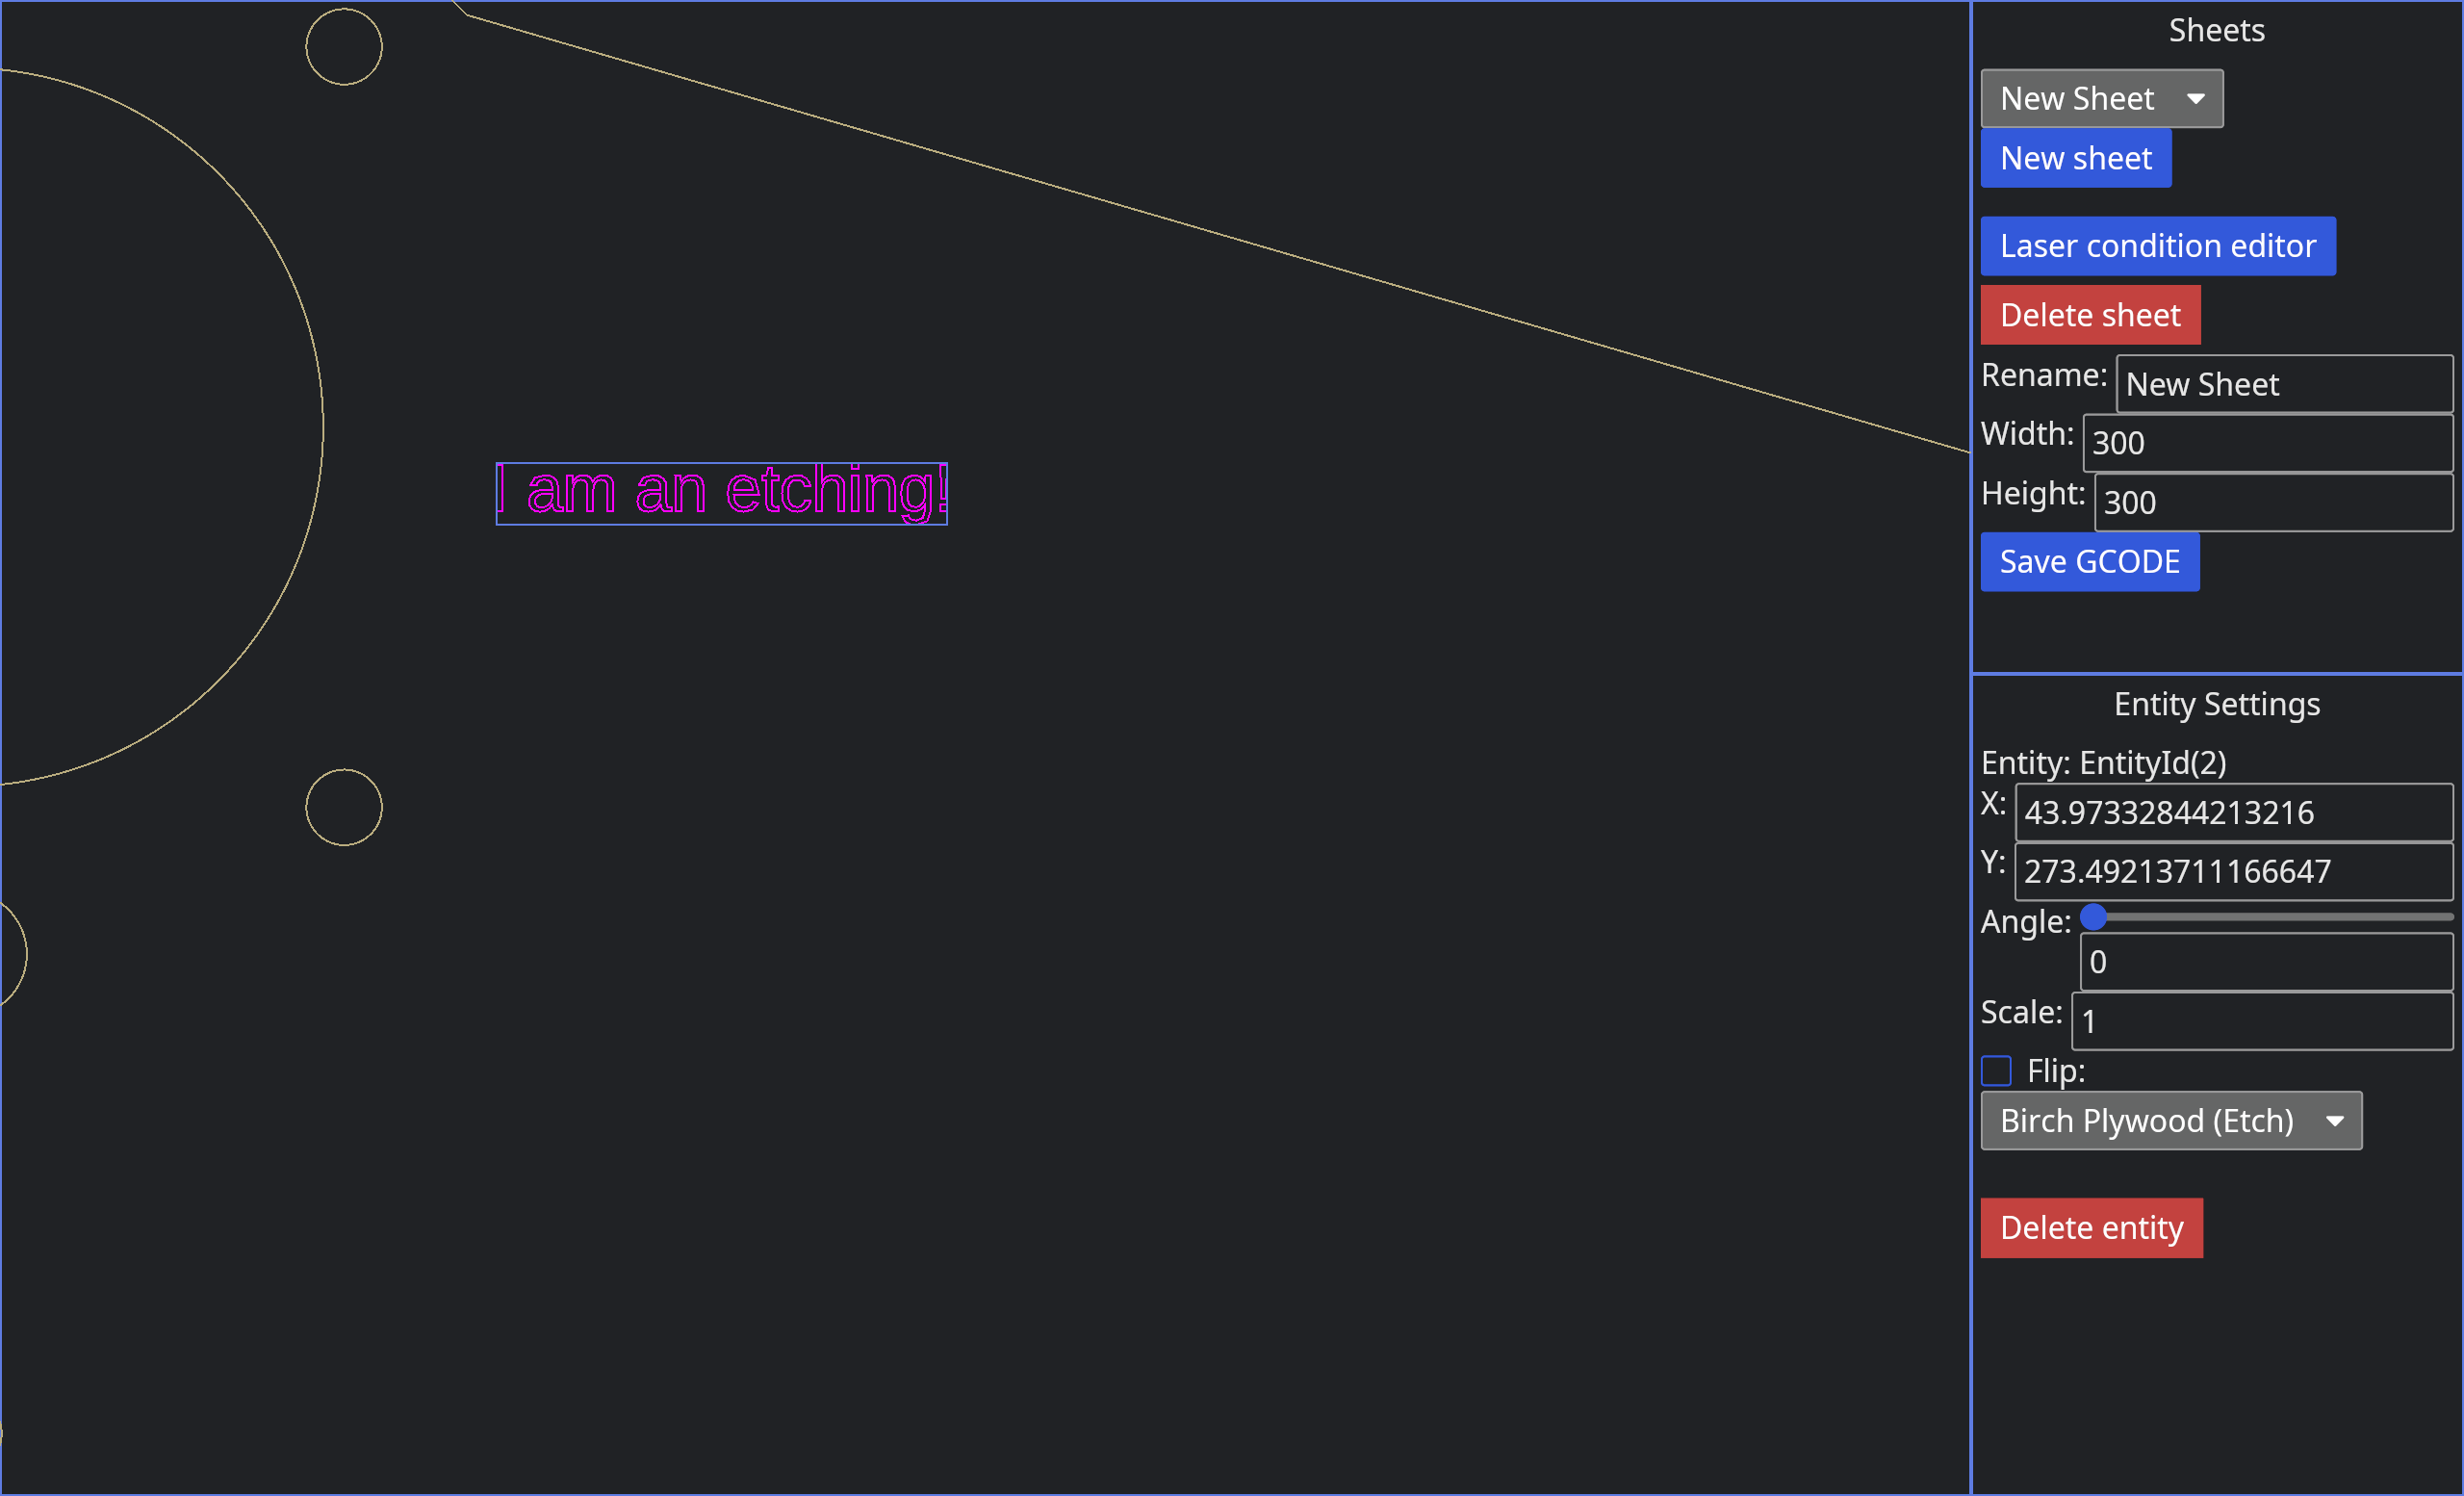 I am an etching!
Sheets
New Sheet
New sheet
Laser condition editor
Delete sheet
Rename: New Sheet
Width: 300
Height: 300
Save GCODE
Entity Settings
Entity: EntityId(2)
X: 43.97332844213216
Y: 273.49213711166647
Angle:
0
Scale: 1
Flip:
Birch Plywood (Etch)
Delete entity